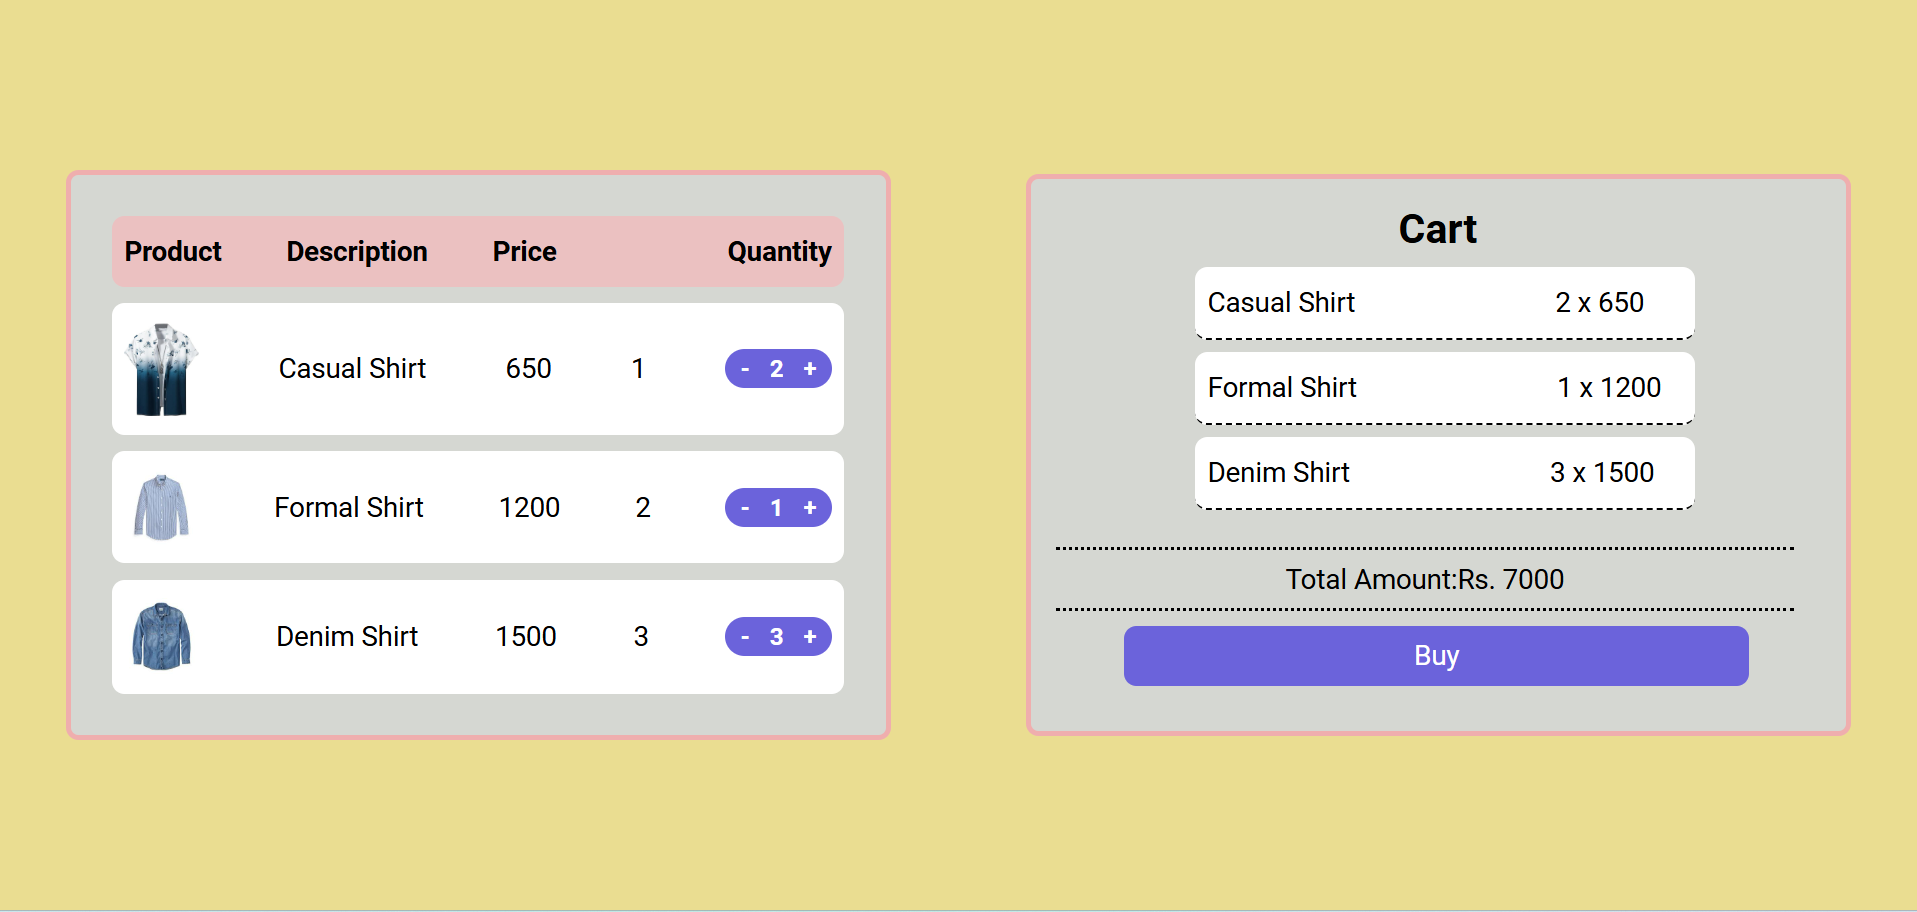 Product Description Price Quantity
Casual Shirt 650 1 - 2 +
Formal Shirt 1200 2 - 1 +
Denim Shirt 1500 3 - 3 +
Cart
Casual Shirt 2 x 650
Formal Shirt 1 x 1200
Denim Shirt 3 x 1500
Total Amount:Rs. 7000
Buy